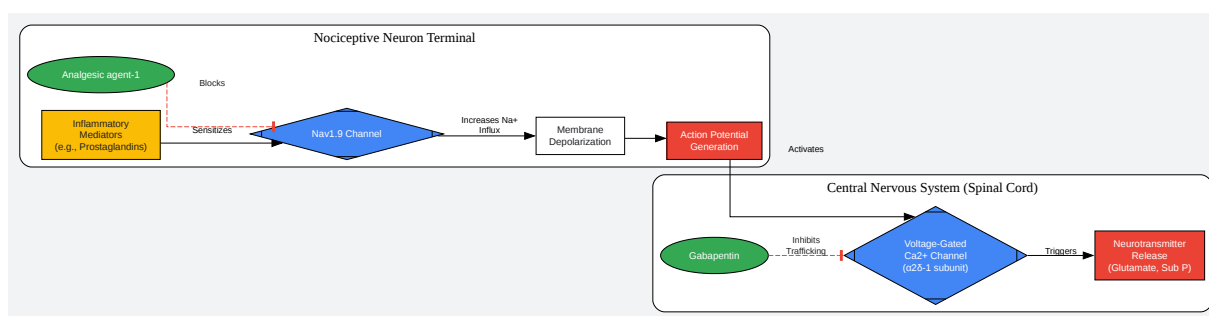 Nociceptive Neuron Terminal
Analgesic agent-1
Blocks
Inflammatory
Mediators
(e.g., Prostaglandins)
Sensitizes
Nav1.9 Channel
Increases Na+
Influx
Membrane
Depolarization
Action Potential
Generation
Activates
Central Nervous System (Spinal Cord)
Gabapentin
Inhibits
Trafficking
Voltage-Gated
Ca2+ Channel
(α2δ-1 subunit)
Triggers
Neurotransmitter
Release
(Glutamate, Sub P)